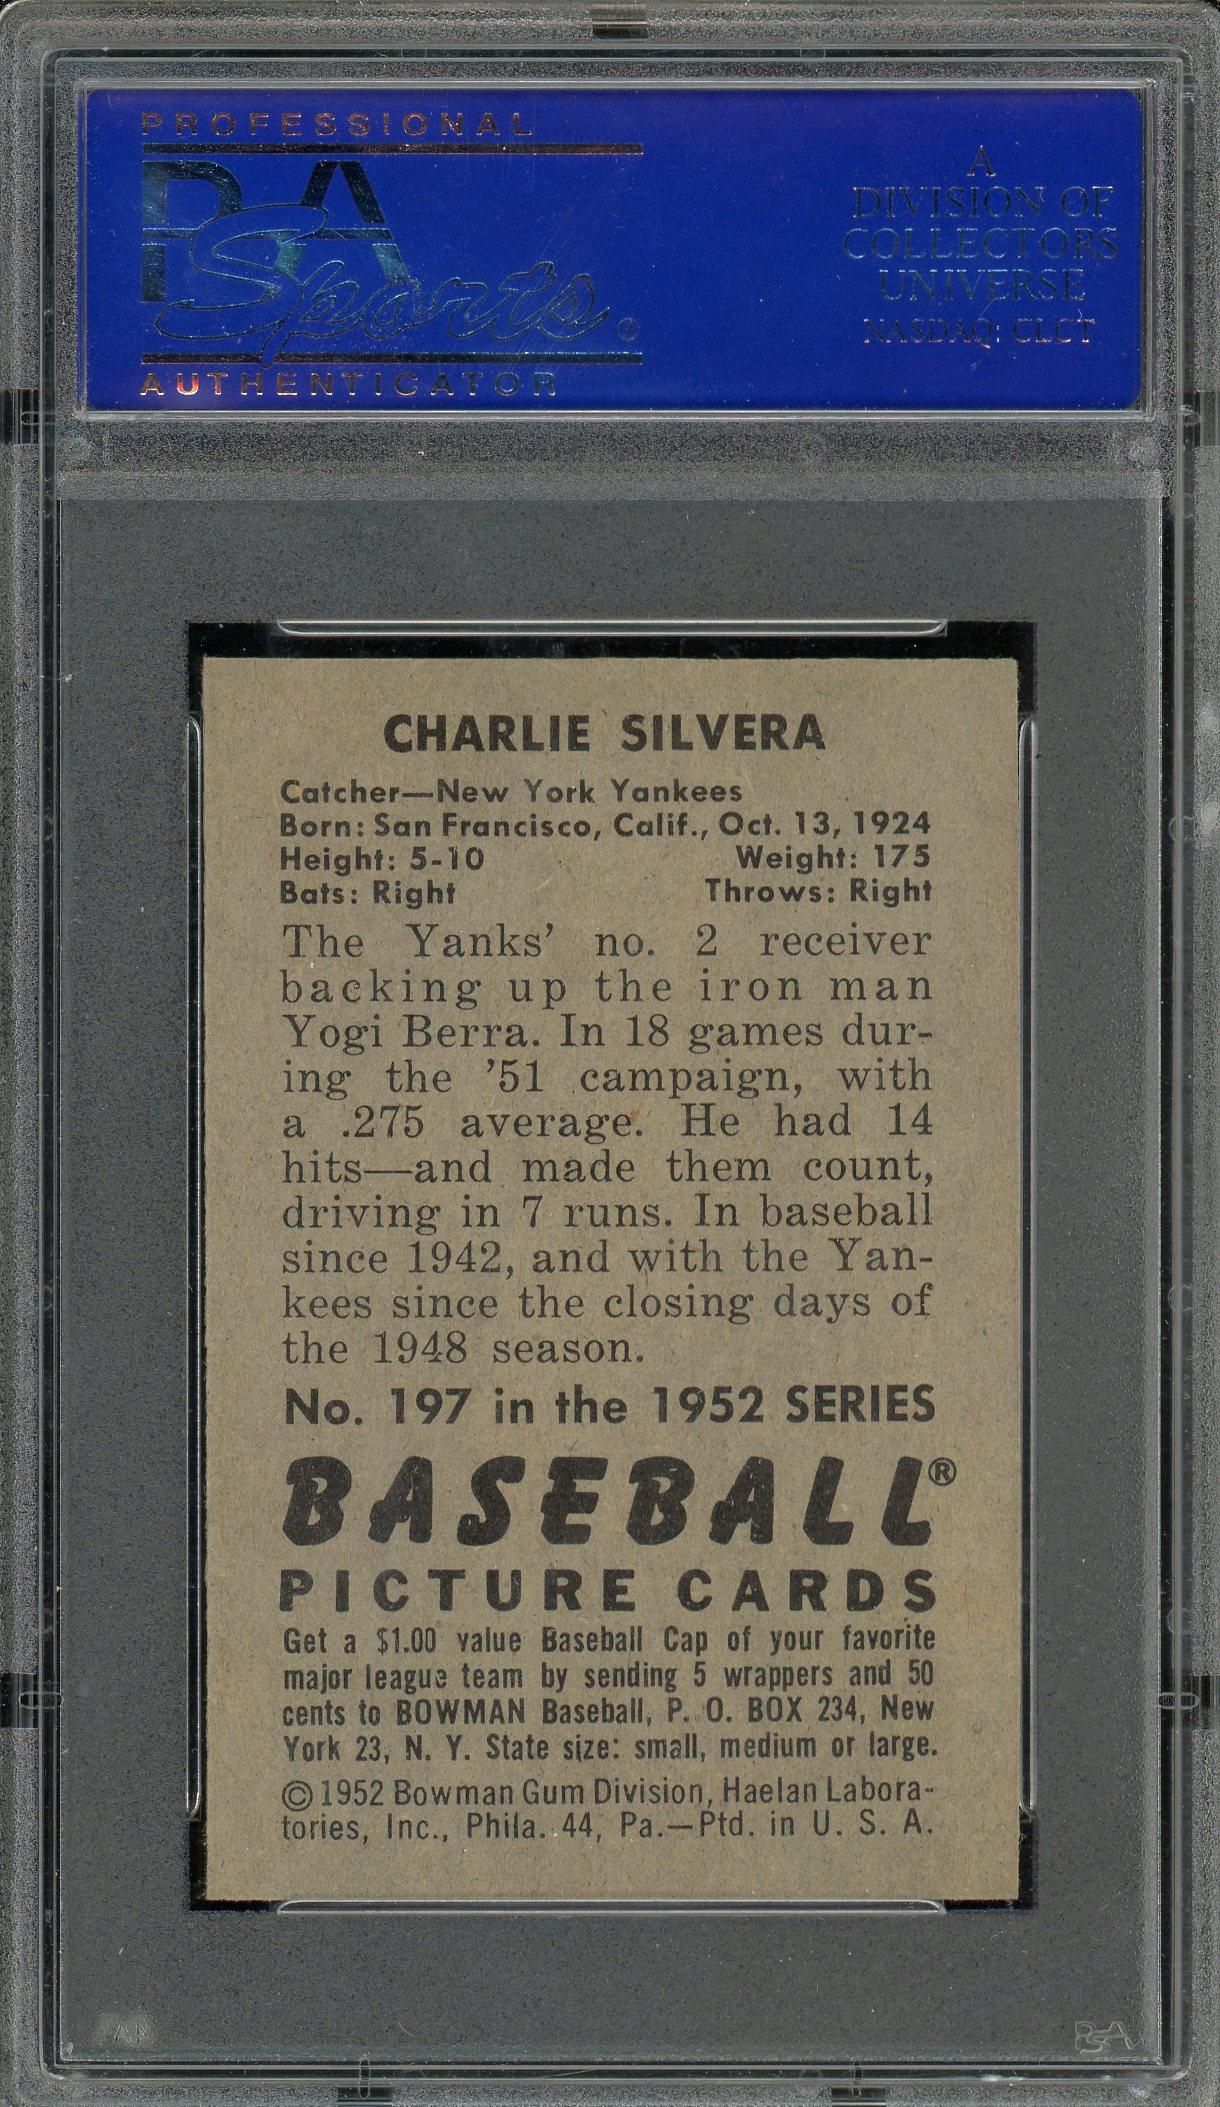 PROFESSIONAL
PSA
Sports
AUTHENTICATOR
A
DIVISION OF
COLLECTORS
UNIVERSE
NASDAQ: CLCT
CHARLIE SILVERA
Catcher—New York Yankees
Born: San Francisco, Calif., Oct. 13, 1924
Height: 5-10 Weight: 175
Bats: Right Throws: Right
The Yanks' no. 2 receiver
backing up the iron man
Yogi Berra. In 18 games dur-
ing the '51 campaign, with
a .275 average. He had 14
hits—and made them count,
driving in 7 runs. In baseball
since 1942, and with the Yan-
kees since the closing days of
the 1948 season.
No. 197 in the 1952 SERIES
BASEBALL®
PICTURE CARDS
Get a $1.00 value Baseball Cap of your favorite
major league team by sending 5 wrappers and 50
cents to BOWMAN Baseball, P. O. BOX 234, New
York 23, N. Y. State size: small, medium or large.
©1952 Bowman Gum Division, Haelan Labora-
tories, Inc., Phila. 44, Pa.—Ptd. in U. S. A.
PSA